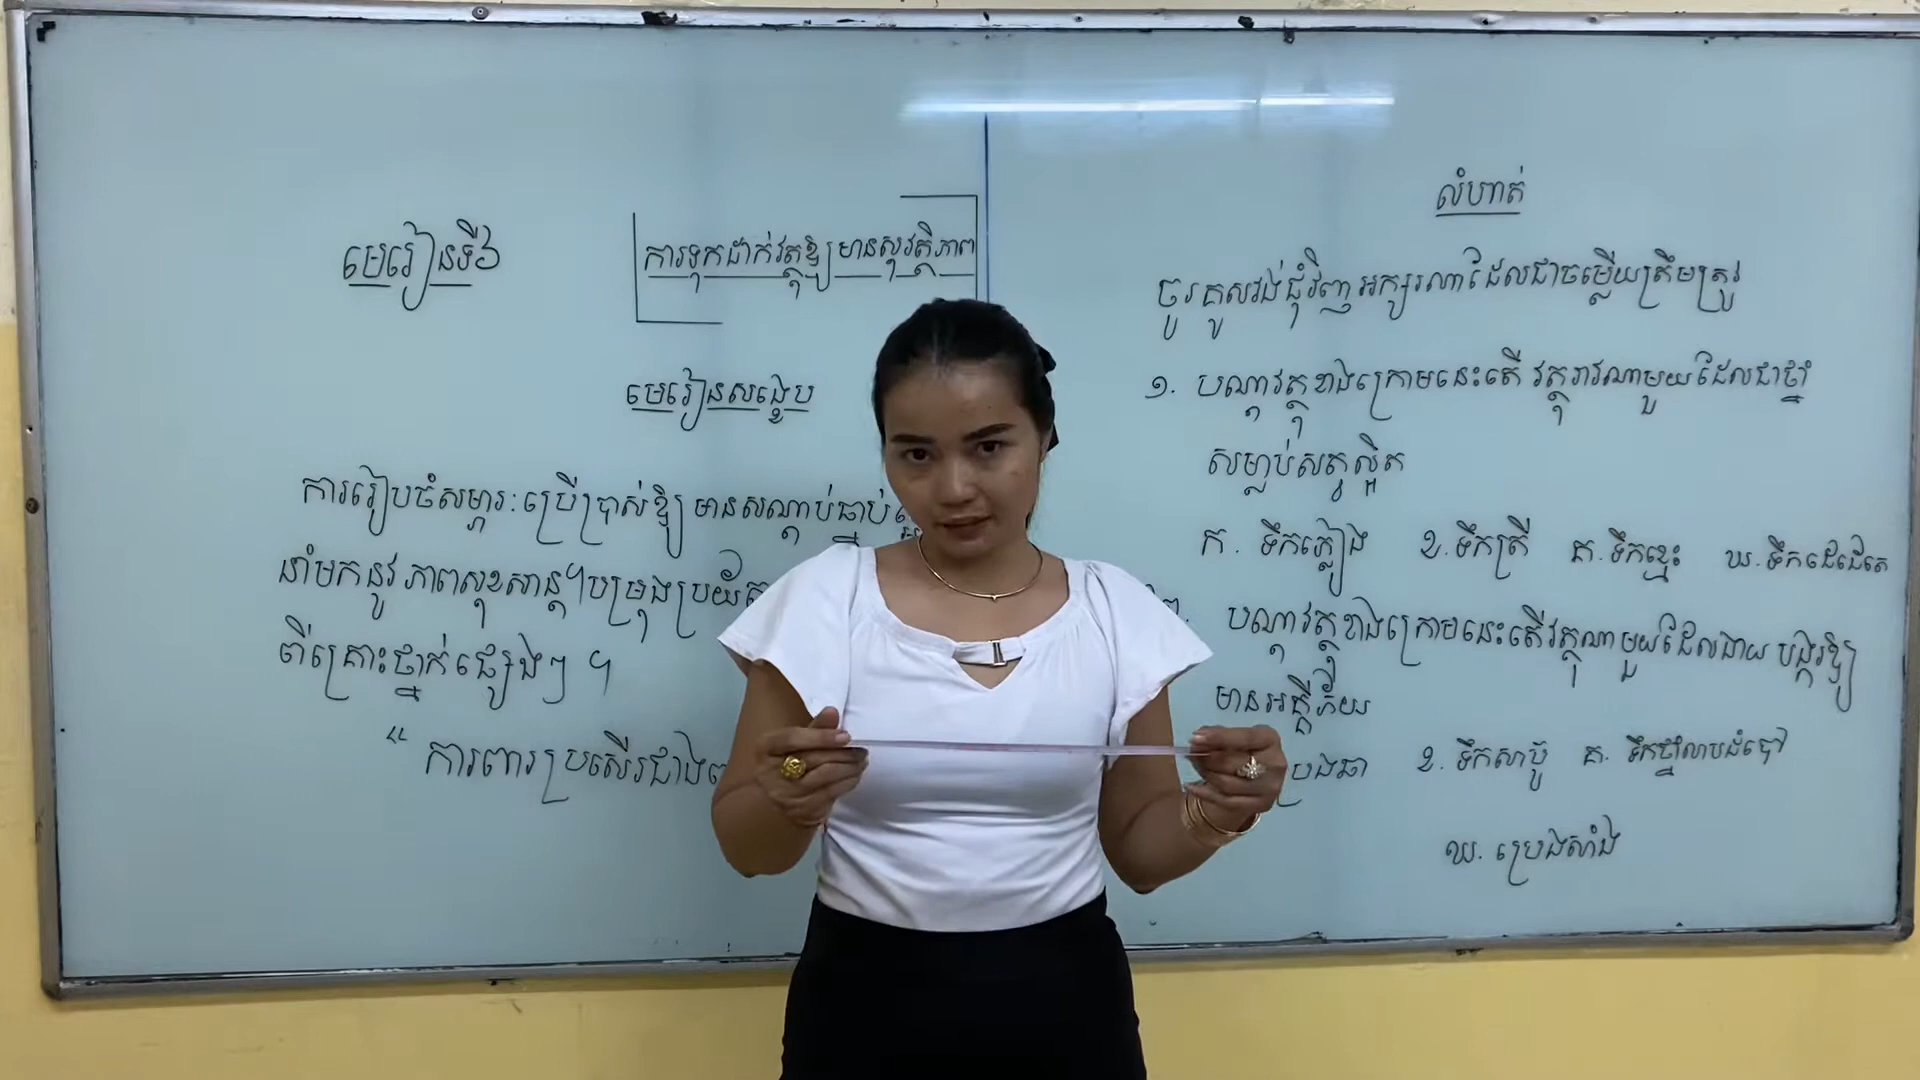 មេរៀនទី៦
ការទុកដាក់វត្ថុឱ្យមានសុវត្ថិភាព
មេរៀនសង្ខេប
ការរៀបចំសម្ភារៈប្រើប្រាស់ឱ្យមានសណ្តាប់ធ្នាប់
នាំមកនូវភាពសុខសាន្ត។បម្រុងប្រយ័ត្ន
ពីគ្រោះថ្នាក់ផ្សេងៗ ។
" ការពារប្រសើរជាង
លំហាត់
ចូរគូសវង់ជុំវិញអក្សរណាដែលជាចម្លើយត្រឹមត្រូវ
១. បណ្តាវត្ថុខាងក្រោមនេះតើ វត្ថុរាវណាមួយដែលជាថ្នាំ
សម្លាប់សត្វល្អិត
ក. ទឹកភ្លៀង ខ.ទឹកត្រី គ.ទឹកខ្មេះ ឃ.ទឹកដេដេតេ
បណ្តាវត្ថុខាងក្រោមនេះតើវត្ថុណាមួយដែលងាយ បង្ករឱ្យ
មានអគ្គីភ័យ
ប្រេងឆា ខ. ទឹកសាប៊ូ គ. ទឹកថ្នាំលាបដំបៅ
ឃ. ប្រេងសាំង